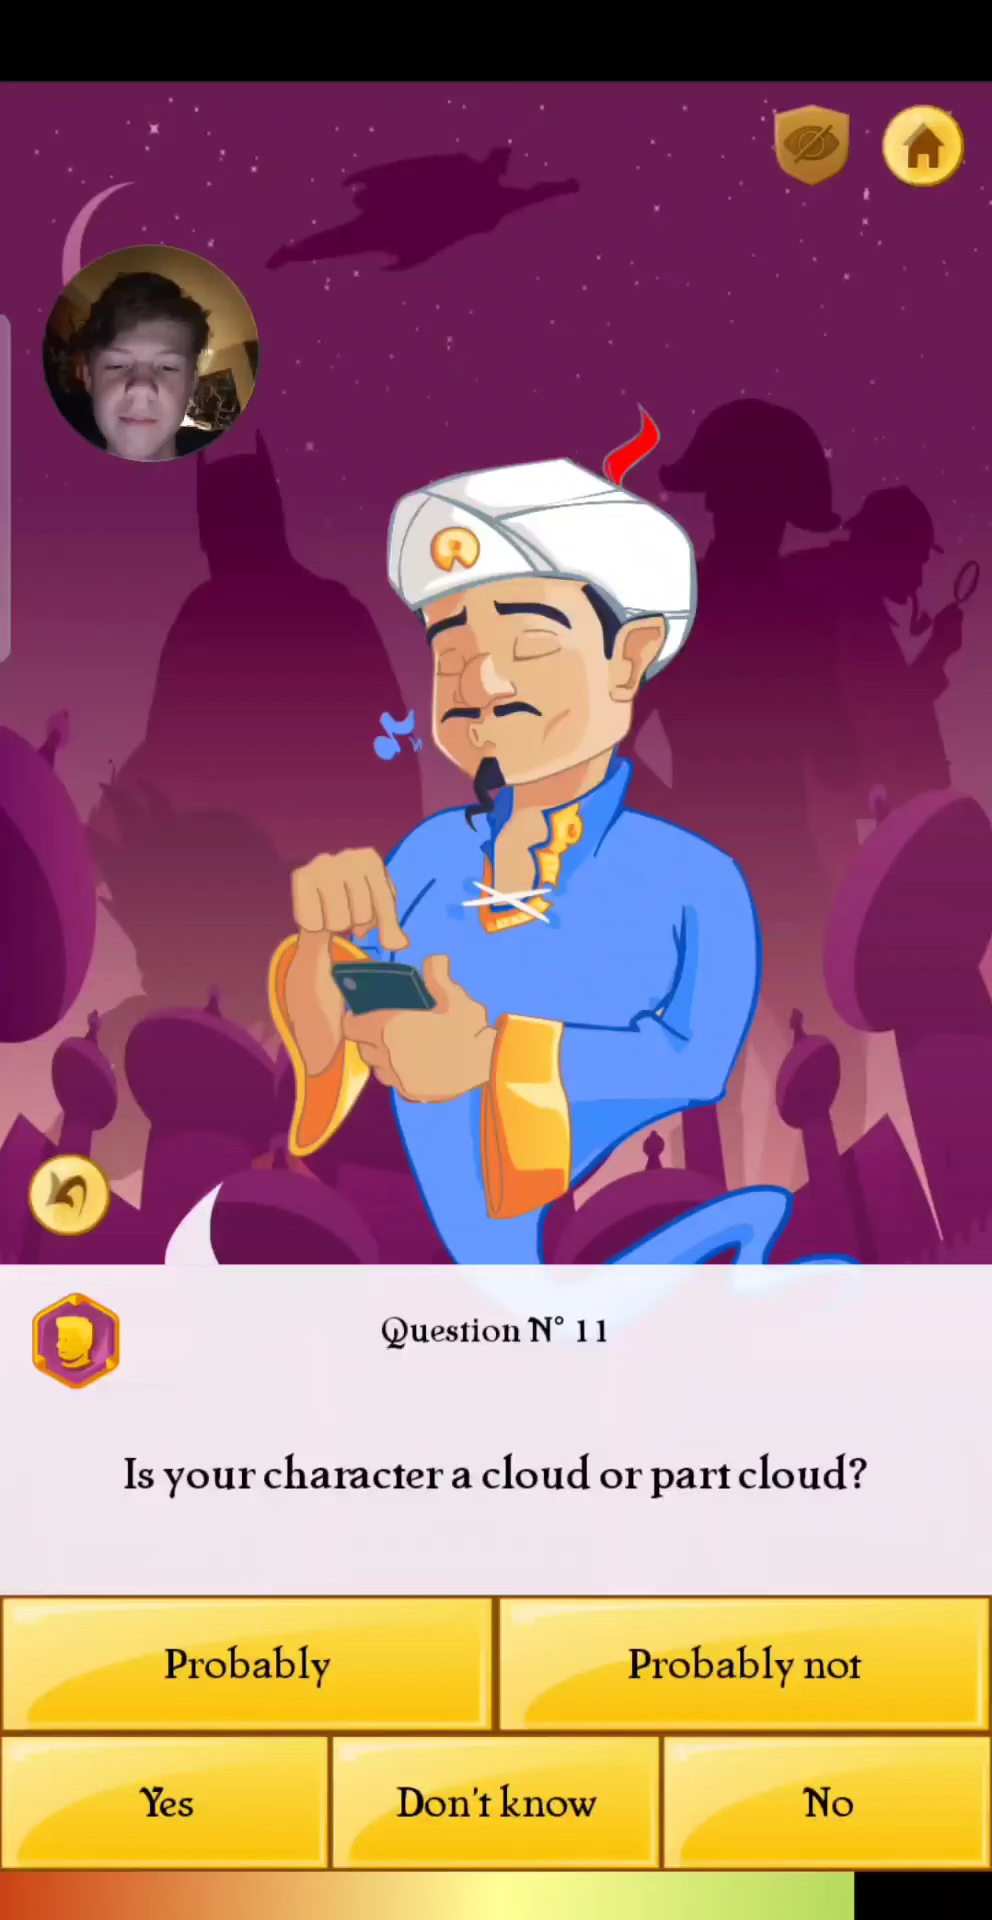 Question N° 11
Is your character a cloud or part cloud?
Probably
Probably not
Yes
Don't know
No